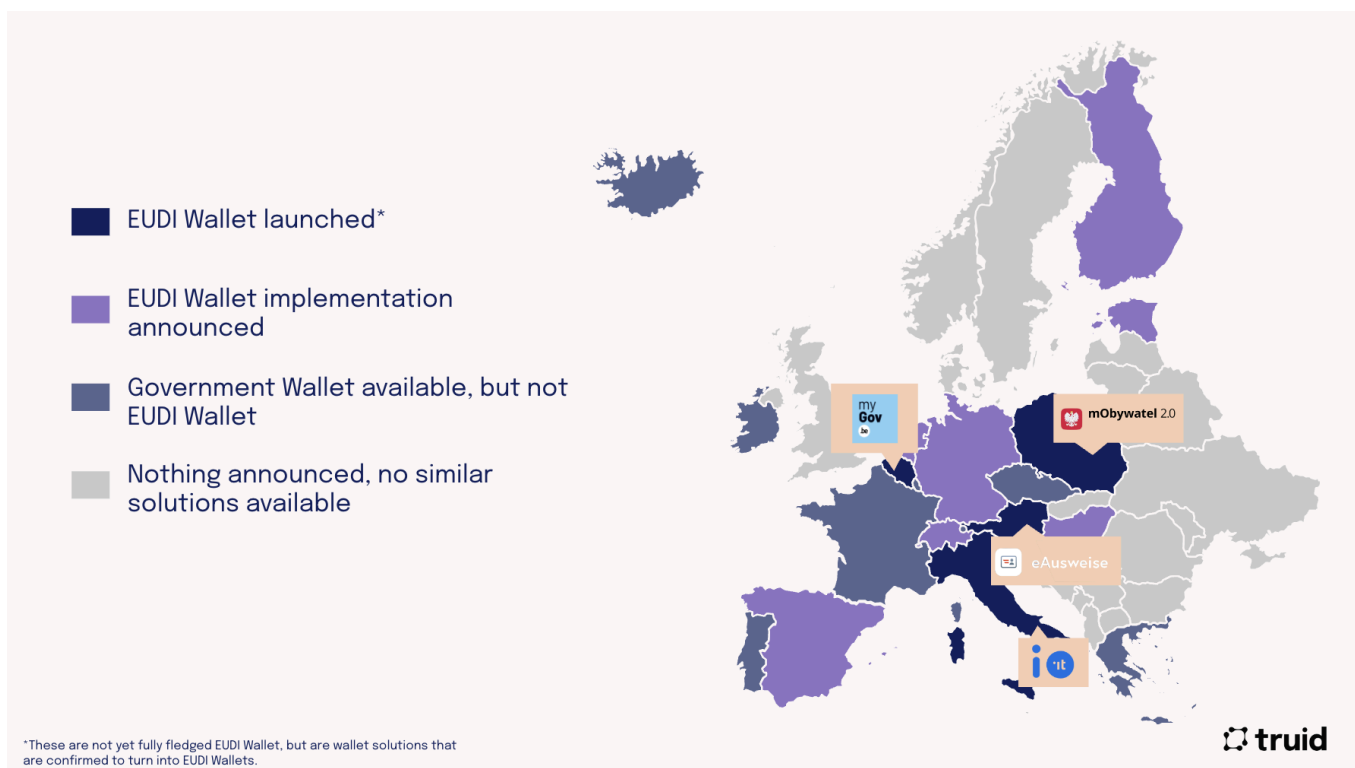 EUDI Wallet launched*
EUDI Wallet implementation
announced
Government Wallet available, but not
EUDI Wallet
Nothing announced, no similar
solutions available
my
Gov
.be
mObywatel 2.0
eAusweise
i 'it
*These are not yet fully fledged EUDI Wallet, but are wallet solutions that
are confirmed to turn into EUDI Wallets.
truid